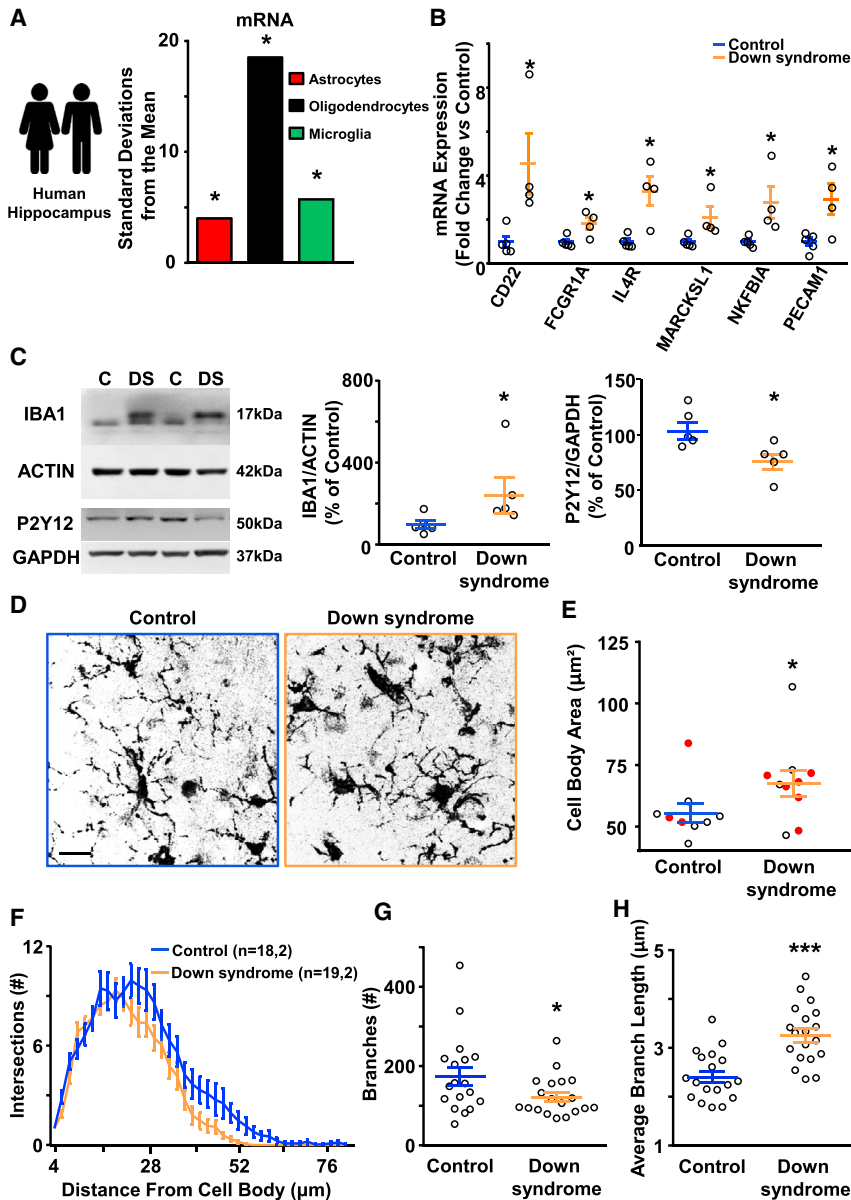 A
mRNA
Standard Deviations
from the Mean
20
10
0
*
*
*
Astrocytes
Oligodendrocytes
Microglia
Human
Hippocampus
B
mRNA Expression
(Fold Change vs Control)
8
4
0
Control
Down syndrome
*
*
*
*
*
*
CD22
FCGR1A
IL4R
MARCKSL1
NKFBIA
PECAM1
C
C DS C DS
IBA1 17kDa
ACTIN 42kDa
P2Y12 50kDa
GAPDH 37kDa
IBA1/ACTIN
(% of Control)
800
400
0
*
Control
Down
syndrome
P2Y12/GAPDH
(% of Control)
150
100
50
0
*
Control
Down
syndrome
D
Control
Down syndrome
E
Cell Body Area (µm²)
125
100
75
50
*
Control
Down
syndrome
F
Intersections (#)
12
6
0
Control (n=18,2)
Down syndrome (n=19,2)
4 28 52 76
Distance From Cell Body (µm)
G
Branches (#)
400
200
0
*
Control
Down
syndrome
H
Average Branch Length (µm)
5
3
1
***
Control
Down
syndrome